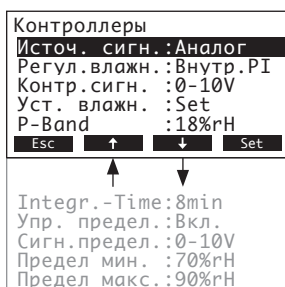 Контроллеры
Источ. сигн.:Аналог
Регул.влажн.:Внутр.PI
Контр.сигн. :0-10V
Уст. влажн. :Set
P-Band :18%rH
Esc ↑ ↓ Set
Integr.-Time:8min
Упр. предел.:Вкл.
Сигн.предел.:0-10V
Предел мин. :70%rH
Предел макс.:90%rH